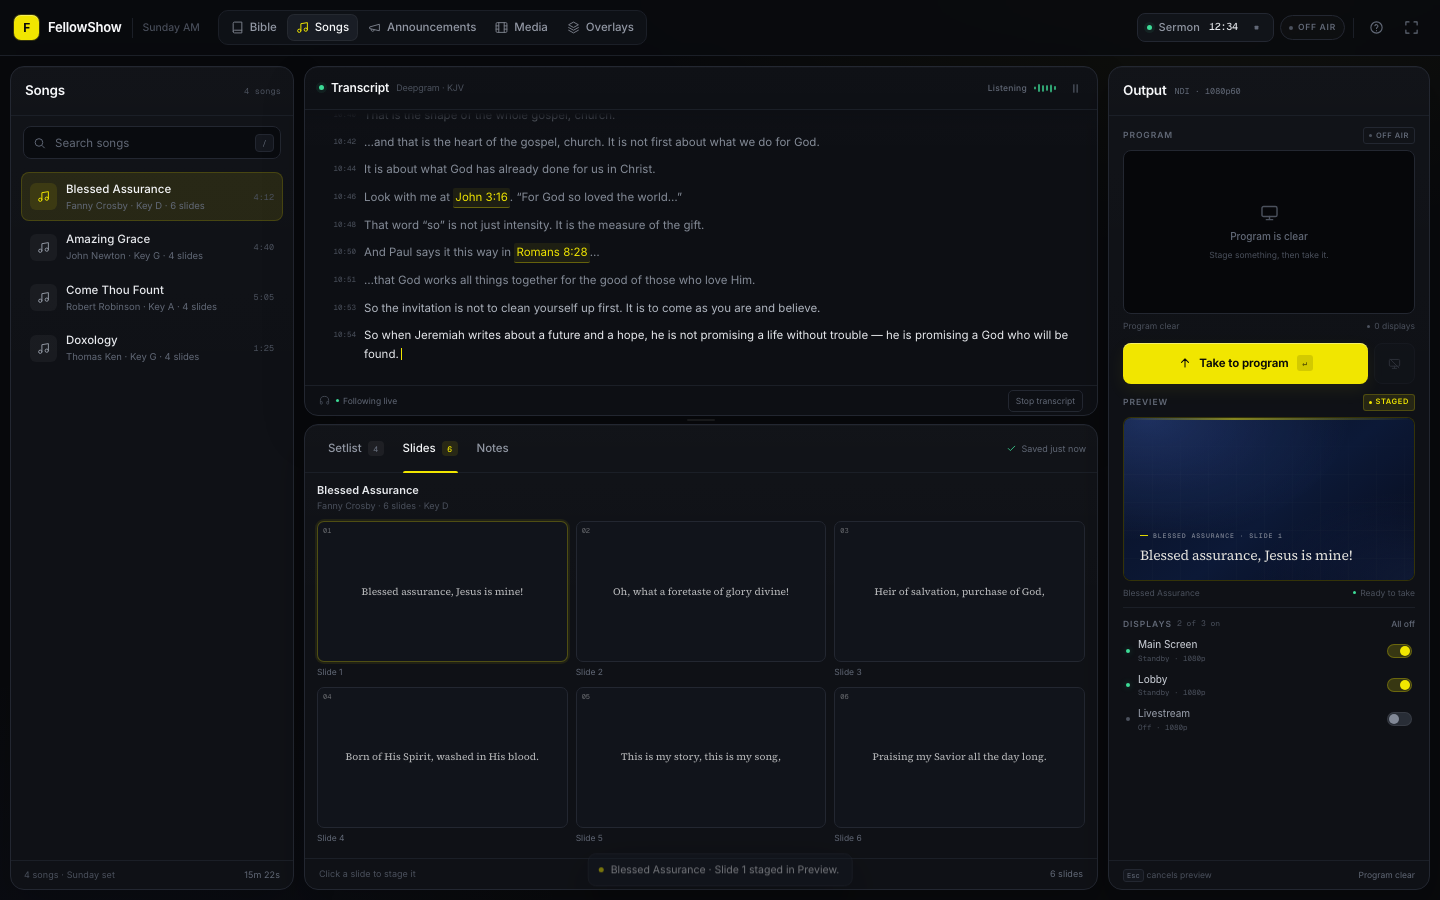 F FellowShow Sunday AM Bible Songs Announcements Media Overlays Sermon 12:34 OFF AIR
Songs 4 songs
Search songs /
Blessed Assurance
Fanny Crosby · Key D · 6 slides 4:12
Amazing Grace
John Newton · Key G · 4 slides 4:40
Come Thou Fount
Robert Robinson · Key A · 4 slides 5:05
Doxology
Thomas Ken · Key G · 4 slides 1:25
4 songs · Sunday set 15m 22s
Transcript Deepgram · KJV Listening
That is the shape of the whole gospel, church.
10:42 …and that is the heart of the gospel, church. It is not first about what we do for God.
10:44 It is about what God has already done for us in Christ.
10:46 Look with me at John 3:16. “For God so loved the world…”
10:48 That word “so” is not just intensity. It is the measure of the gift.
10:50 And Paul says it this way in Romans 8:28…
10:51 …that God works all things together for the good of those who love Him.
10:53 So the invitation is not to clean yourself up first. It is to come as you are and believe.
10:54 So when Jeremiah writes about a future and a hope, he is not promising a life without trouble — he is promising a God who will be
found.
Following live Stop transcript
Setlist 4 Slides 6 Notes Saved just now
Blessed Assurance
Fanny Crosby · 6 slides · Key D
01
Blessed assurance, Jesus is mine!
Slide 1
02
Oh, what a foretaste of glory divine!
Slide 2
03
Heir of salvation, purchase of God,
Slide 3
04
Born of His Spirit, washed in His blood.
Slide 4
05
This is my story, this is my song,
Slide 5
06
Praising my Savior all the day long.
Slide 6
Click a slide to stage it 6 slides
Blessed Assurance · Slide 1 staged in Preview.
Output NDI · 1080p60
PROGRAM OFF AIR
Program is clear
Stage something, then take it.
Program clear 0 displays
Take to program ↵
PREVIEW STAGED
BLESSED ASSURANCE · SLIDE 1
Blessed assurance, Jesus is mine!
Blessed Assurance Ready to take
DISPLAYS 2 of 3 on All off
Main Screen
Standby · 1080p
Lobby
Standby · 1080p
Livestream
Off · 1080p
Esc cancels preview Program clear